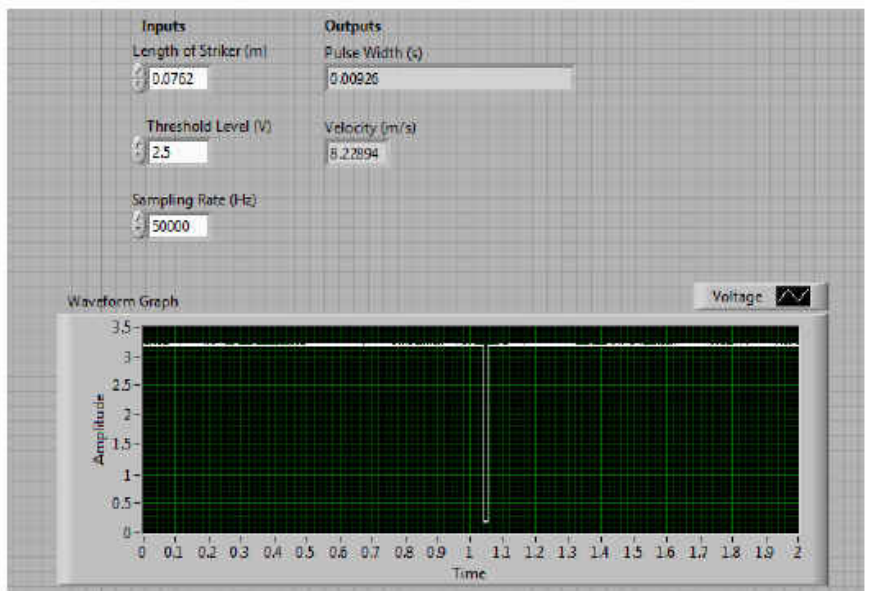 Inputs
Outputs
Length of Striker (m)
Pulse Width (s)
0.0762
0.00926
Threshold Level (V)
Velocity (m/s)
2.5
8.22894
Sampling Rate (Hz)
50000
Waveform Graph
Voltage
Amplitude
3.5
3
2.5
2
1.5
1
0.5
0
0 0.1 0.2 0.3 0.4 0.5 0.6 0.7 0.8 0.9 1 1.1 1.2 1.3 1.4 1.5 1.6 1.7 1.8 1.9 2
Time